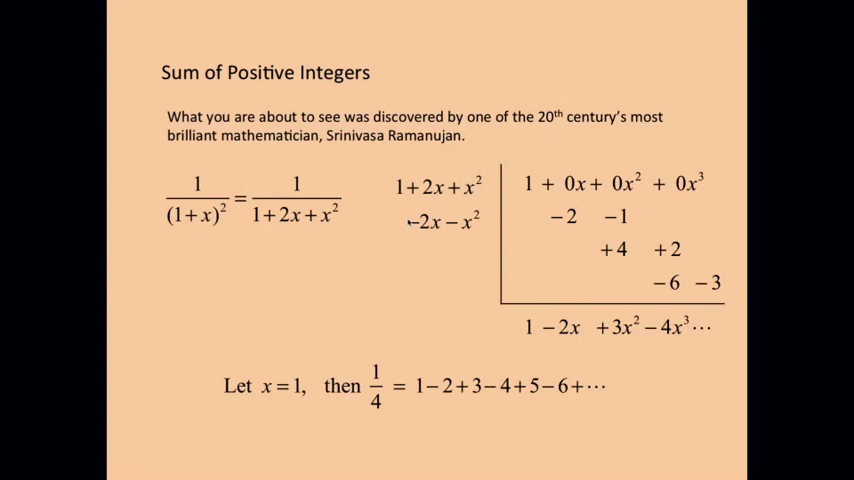 Sum of Positive Integers
What you are about to see was discovered by one of the 20th century's most
brilliant mathematician, Srinivasa Ramanujan.
1/(1+x)² = 1/(1+2x+x²)
1+2x+x²
−2x−x²
1 + 0x + 0x² + 0x³
−2 −1
+4 +2
−6 −3
1 −2x +3x² −4x³⋯
Let x=1, then 1/4 = 1−2+3−4+5−6+⋯